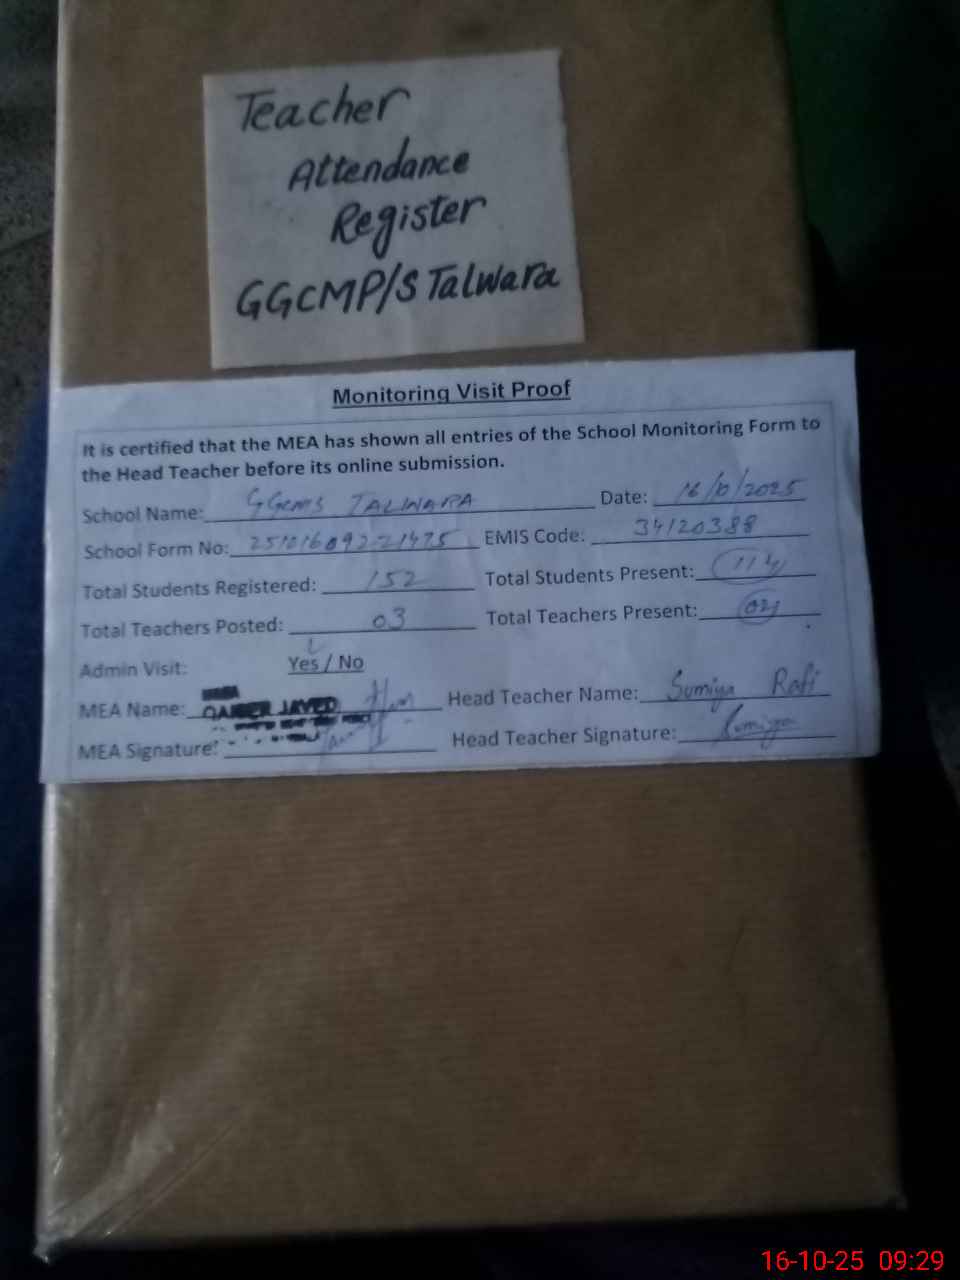 Teacher
Attendance
Register
GGCMP/S Talwara
Monitoring Visit Proof
It is certified that the MEA has shown all entries of the School Monitoring Form to
the Head Teacher before its online submission.
School Name: GGCMS TALWARA Date: 16/10/2025
School Form No: EMIS Code: 34120388
Total Students Registered: 152 Total Students Present: 114
Total Teachers Posted: 03 Total Teachers Present:
Admin Visit: Yes / No
MEA Name: JAVED Head Teacher Name: Sumiya Rafi
MEA Signature: Head Teacher Signature: Sumiya
16-10-25 09:29